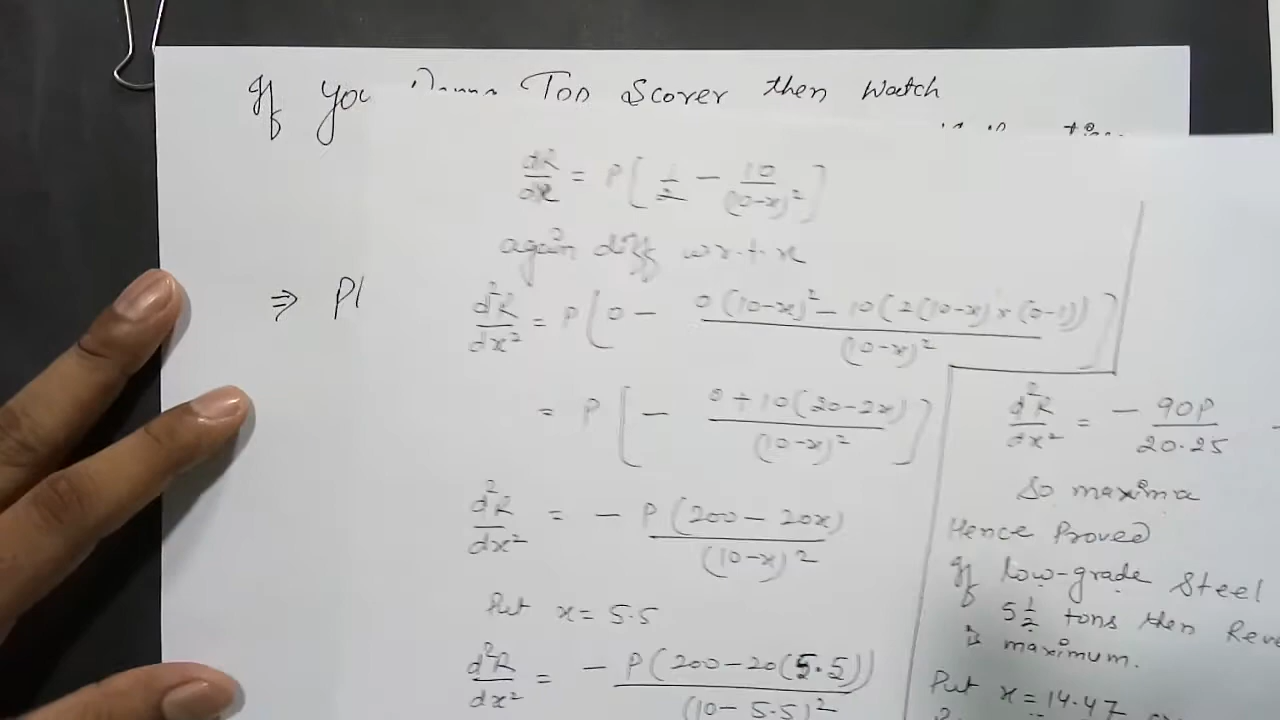 If you Top Scorer then watch
dR/dx = P[1/2 - 10/(10-x)²]
again diff w.r.t x
⇒ Pl
d²R/dx² = P(0 - 0(10-x)² - 10(2(10-x)×(0-1))/(10-x)²]
= P[- 0+10(20-2x)/(10-x)²]
d²R/dx² = - P(200-20x)/(10-x)²
Put x = 5.5
d²R/dx² = - P(200-20(5.5))/(10-5.5)²
d²R/dx² = - 90P/20.25
So maxima
Hence Proved
If low-grade Steel
5 1/2 tons then Reve
is maximum.
Put x = 14.47